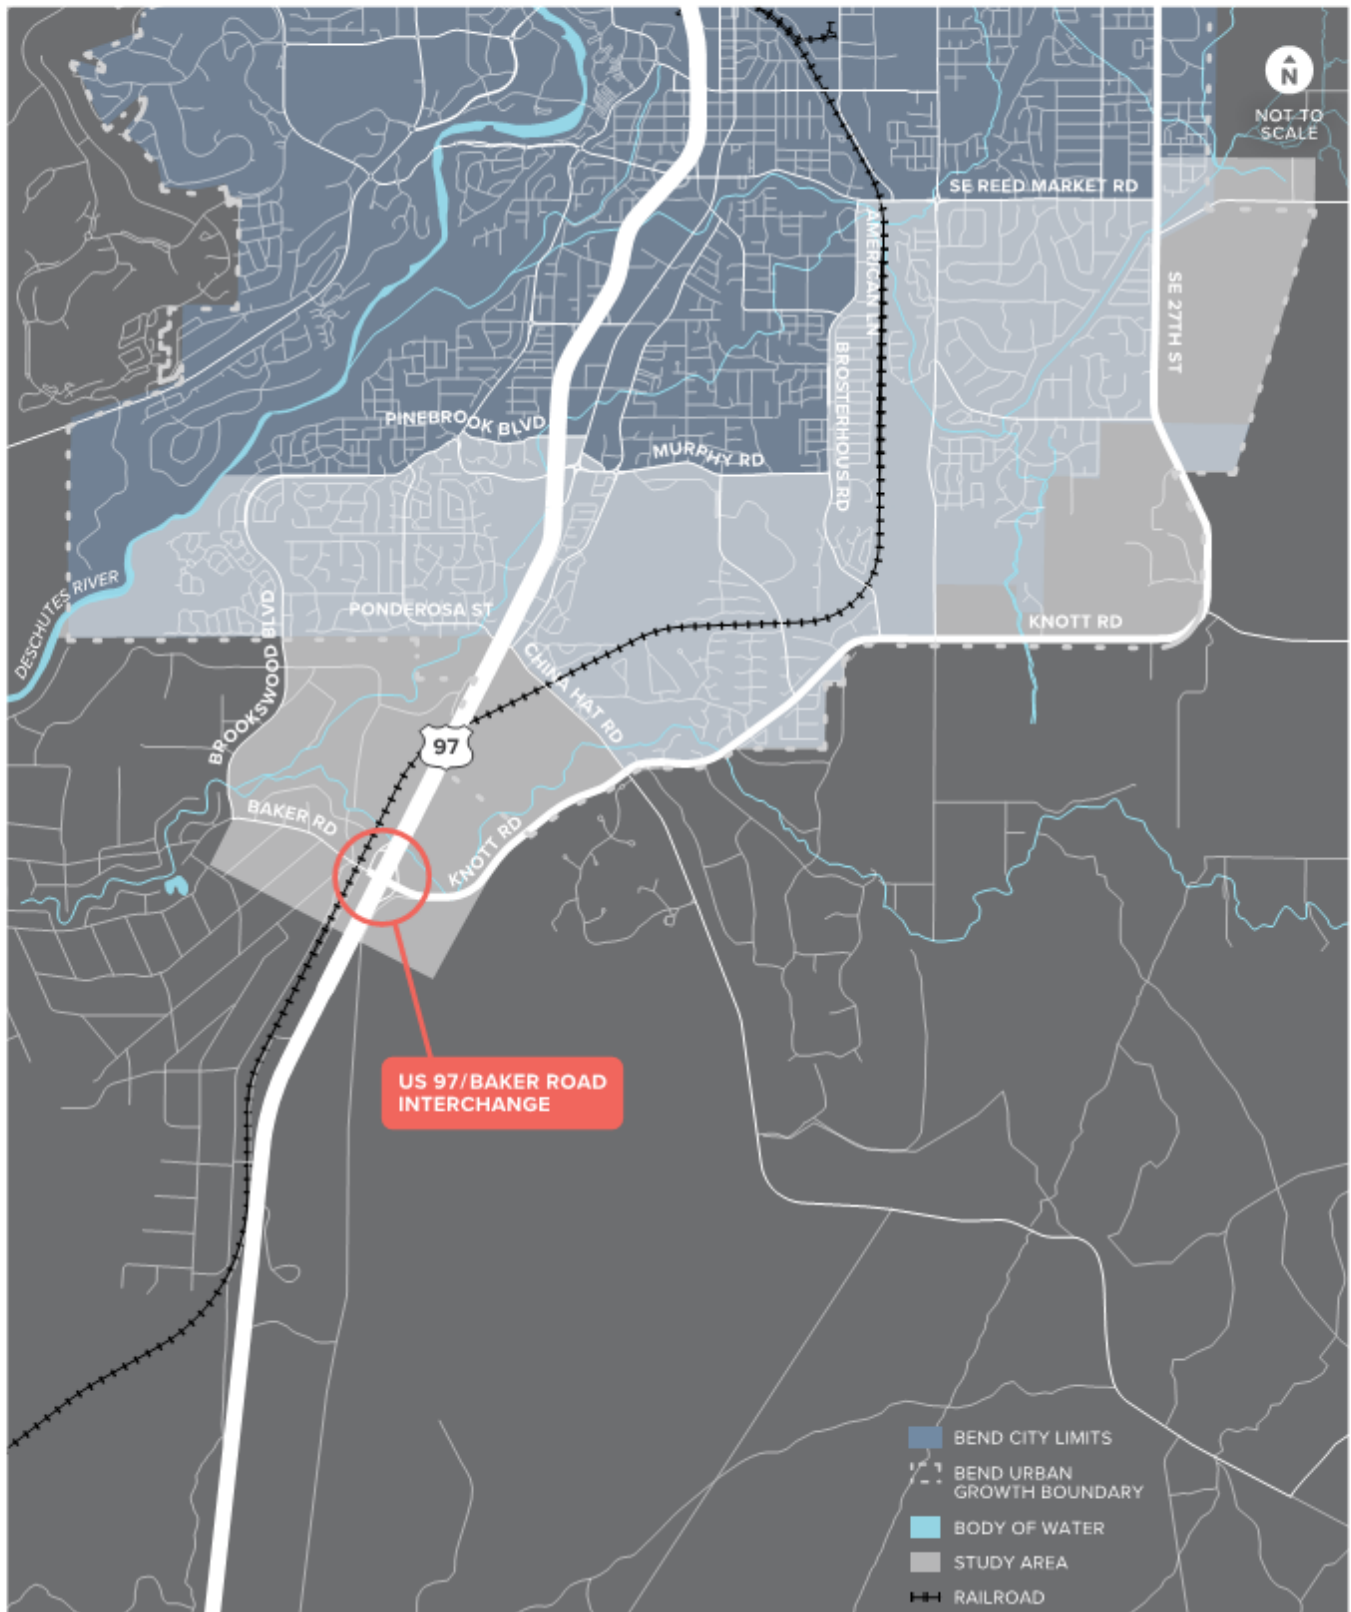 N
NOT TO
SCALE
SE REED MARKET RD
AMERICAN LN
SE 27TH ST
BROSTERHOUS RD
PINEBROOK BLVD
MURPHY RD
DESCHUTES RIVER
PONDEROSA ST
BROOKSWOOD BLVD
KNOTT RD
CHINA HAT RD
97
BAKER RD
KNOTT RD
US 97/BAKER ROAD
INTERCHANGE
BEND CITY LIMITS
BEND URBAN
GROWTH BOUNDARY
BODY OF WATER
STUDY AREA
RAILROAD